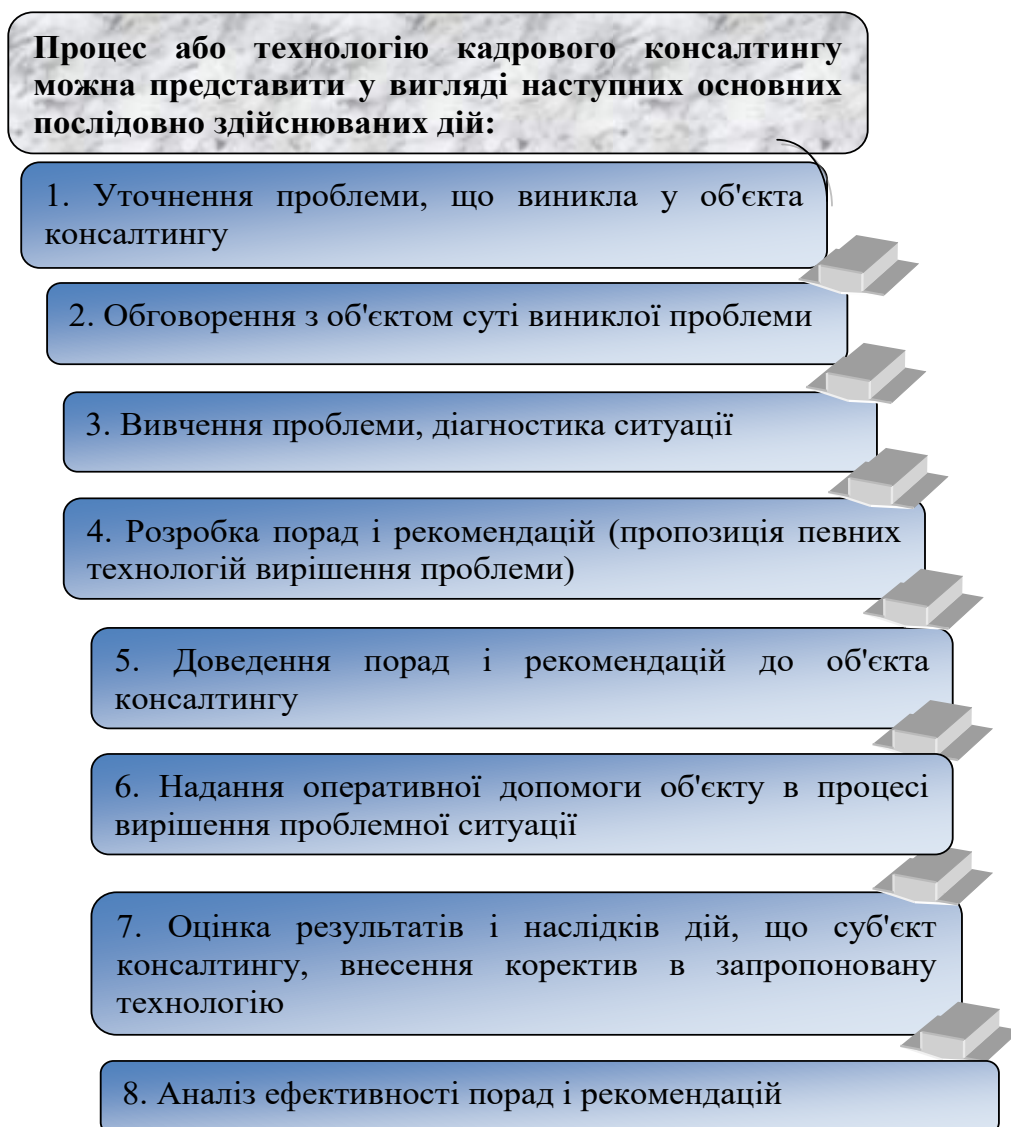 Процес або технологію кадрового консалтингу
можна представити у вигляді наступних основних
послідовно здійснюваних дій:
1. Уточнення проблеми, що виникла у об'єкта
консалтингу
2. Обговорення з об'єктом суті виниклої проблеми
3. Вивчення проблеми, діагностика ситуації
4. Розробка порад і рекомендацій (пропозиція певних
технологій вирішення проблеми)
5. Доведення порад і рекомендацій до об'єкта
консалтингу
6. Надання оперативної допомоги об'єкту в процесі
вирішення проблемної ситуації
7. Оцінка результатів і наслідків дій, що суб'єкт
консалтингу, внесення коректив в запропоновану
технологію
8. Аналіз ефективності порад і рекомендацій